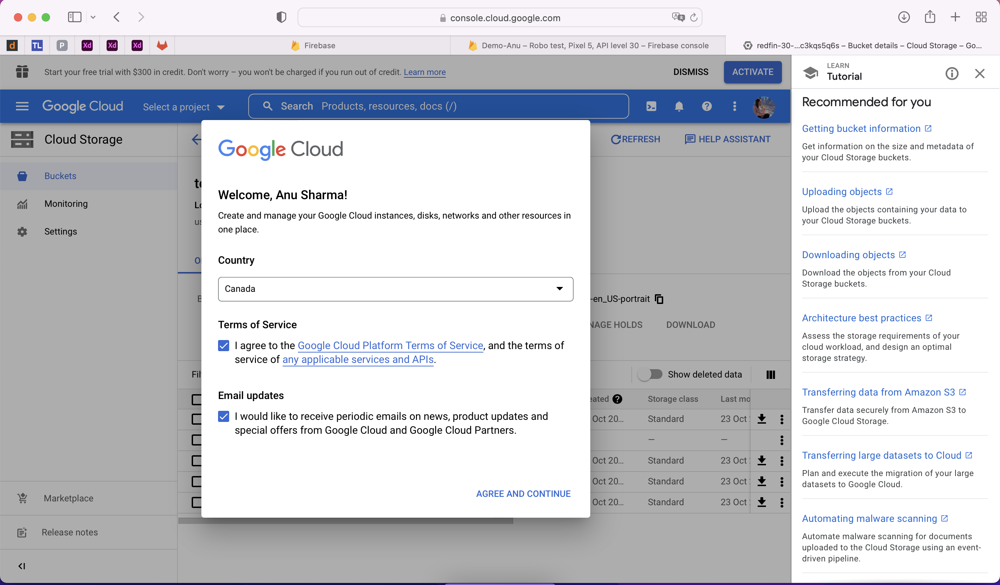 console.cloud.google.com
d
TL
P
Xd
Xd
Xd
Firebase
Demo-Anu – Robo test, Pixel 5, API level 30 – Firebase console
redfin-30-...c3kqs5q6s – Bucket details – Cloud Storage – Go...
Start your free trial with $300 in credit. Don't worry – you won't be charged if you run out of credit. Learn more
DISMISS
ACTIVATE
Google Cloud
Select a project
Search Products, resources, docs (/)
Cloud Storage
REFRESH
HELP ASSISTANT
Buckets
Monitoring
Settings
Marketplace
Release notes
Google Cloud
Welcome, Anu Sharma!
Create and manage your Google Cloud instances, disks, networks and other resources in
one place.
Country
Canada
Terms of Service
I agree to the Google Cloud Platform Terms of Service, and the terms of
service of any applicable services and APIs.
Email updates
I would like to receive periodic emails on news, product updates and
special offers from Google Cloud and Google Cloud Partners.
AGREE AND CONTINUE
-en_US-portrait
NAGE HOLDS
DOWNLOAD
Show deleted data
eated
Storage class
Last mo
Oct 20... Standard 23 Oct
— —
Oct 20... Standard 23 Oct
Oct 20... Standard 23 Oct
Oct 20... Standard 23 Oct
LEARN
Tutorial
Recommended for you
Getting bucket information
Get information on the size and metadata of
your Cloud Storage buckets.
Uploading objects
Upload the objects containing your data to
your Cloud Storage buckets.
Downloading objects
Download the objects from your Cloud
Storage buckets.
Architecture best practices
Assess the storage requirements of your
cloud workload, and design an optimal
storage strategy.
Transferring data from Amazon S3
Transfer data securely from Amazon S3 to
Google Cloud Storage.
Transferring large datasets to Cloud
Plan and execute the migration of your large
datasets to Google Cloud.
Automating malware scanning
Automate malware scanning for documents
uploaded to the Cloud Storage using an event-
driven pipeline.